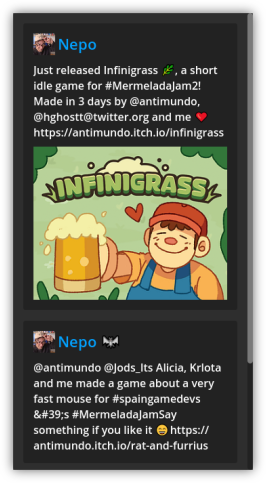 Nepo
Just released Infinigrass 🌿, a short
idle game for #MermeladaJam2!
Made in 3 days by @antimundo,
@hghostt@twitter.org and me ❤️
https://antimundo.itch.io/infinigrass
INFINIGRASS
Nepo
@antimundo @Jods_Its Alicia, Krlota
and me made a game about a very
fast mouse for #spaingamedevs
&#39;s #MermeladaJamSay
something if you like it 😄 https://
antimundo.itch.io/rat-and-furrius